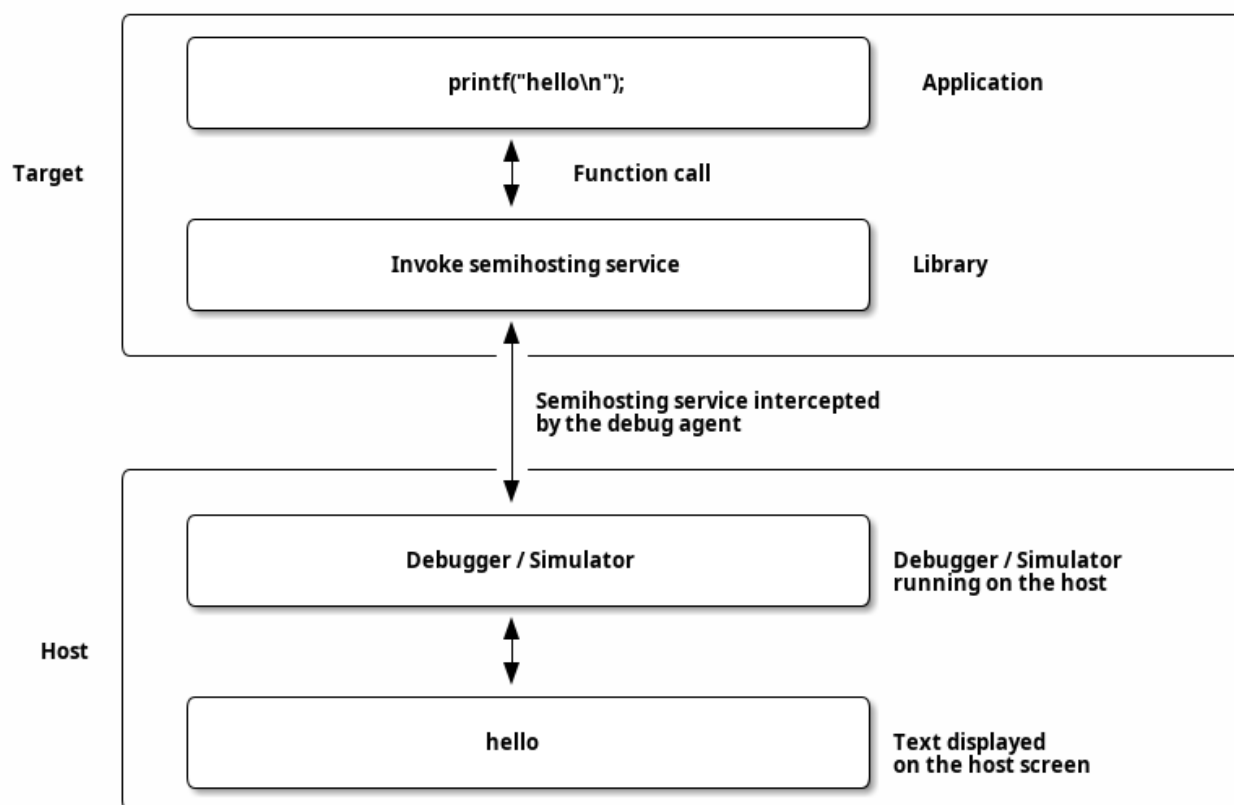 printf("hello\n");
Application
Target
Function call
Invoke semihosting service
Library
Semihosting service intercepted
by the debug agent
Debugger / Simulator
Debugger / Simulator
running on the host
Host
hello
Text displayed
on the host screen